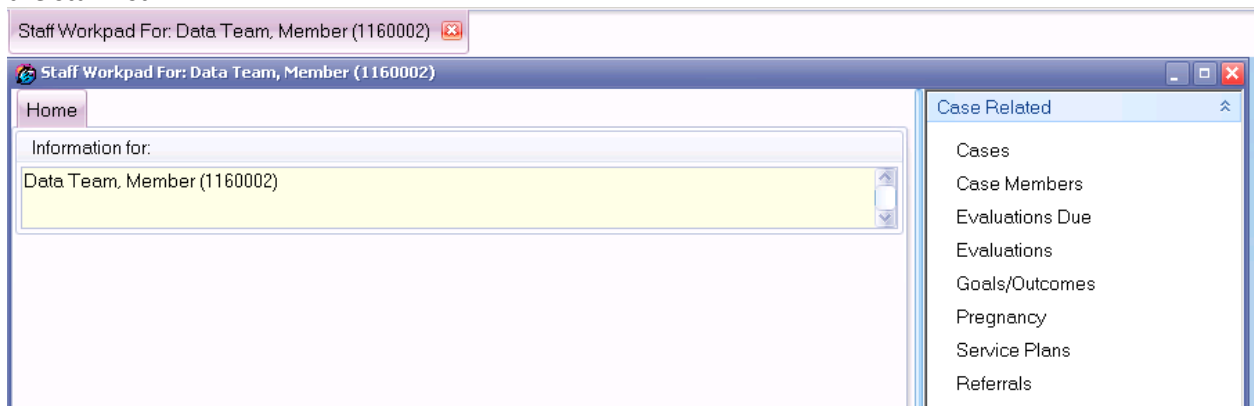 Staff Workpad For: Data Team, Member (1160002)
Staff Workpad For: Data Team, Member (1160002)
Home
Information for:
Data Team, Member (1160002)
Case Related
Cases
Case Members
Evaluations Due
Evaluations
Goals/Outcomes
Pregnancy
Service Plans
Referrals